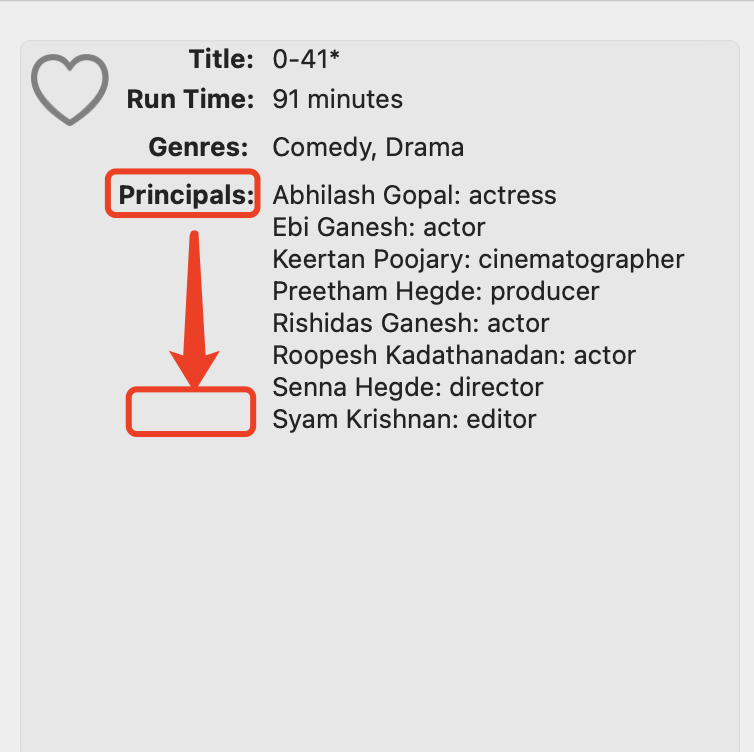 Title: 0-41*
Run Time: 91 minutes
Genres: Comedy, Drama
Principals: Abhilash Gopal: actress
Ebi Ganesh: actor
Keertan Poojary: cinematographer
Preetham Hegde: producer
Rishidas Ganesh: actor
Roopesh Kadathanadan: actor
Senna Hegde: director
Syam Krishnan: editor